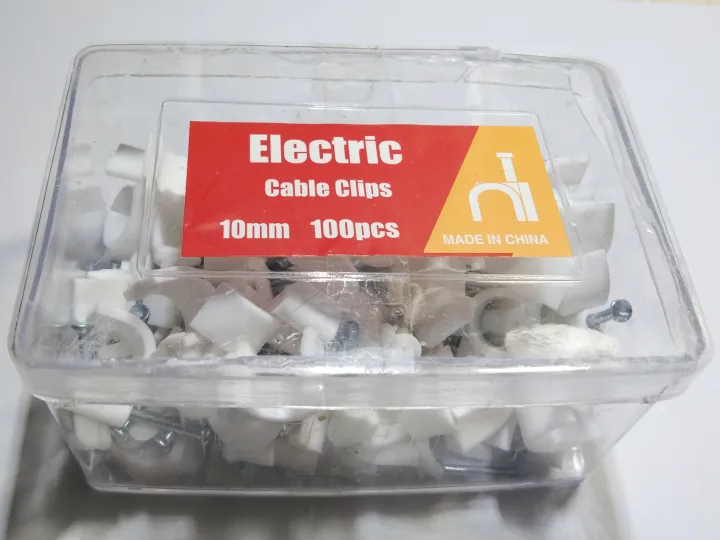 Electric
Cable Clips
10mm 100pcs
MADE IN CHINA